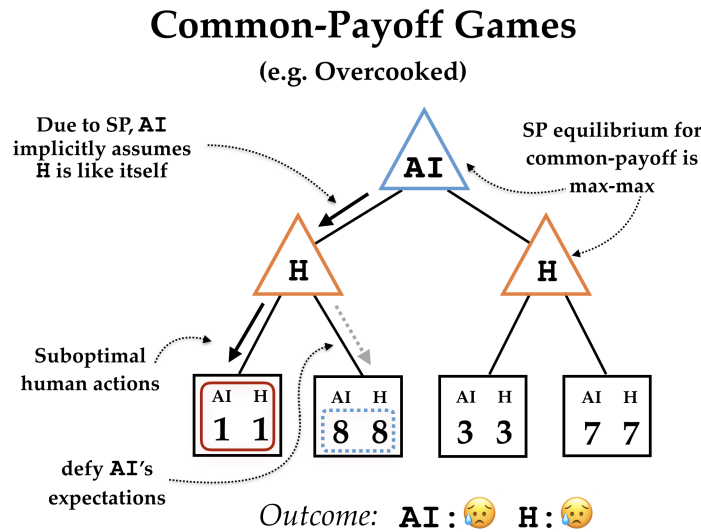 Common-Payoff Games
(e.g. Overcooked)
Due to SP, AI
implicitly assumes
H is like itself
SP equilibrium for
common-payoff is
max-max
AI
H
H
Suboptimal
human actions
AI H
1 1
AI H
8 8
AI H
3 3
AI H
7 7
defy AI's
expectations
Outcome: AI:😥 H:😥